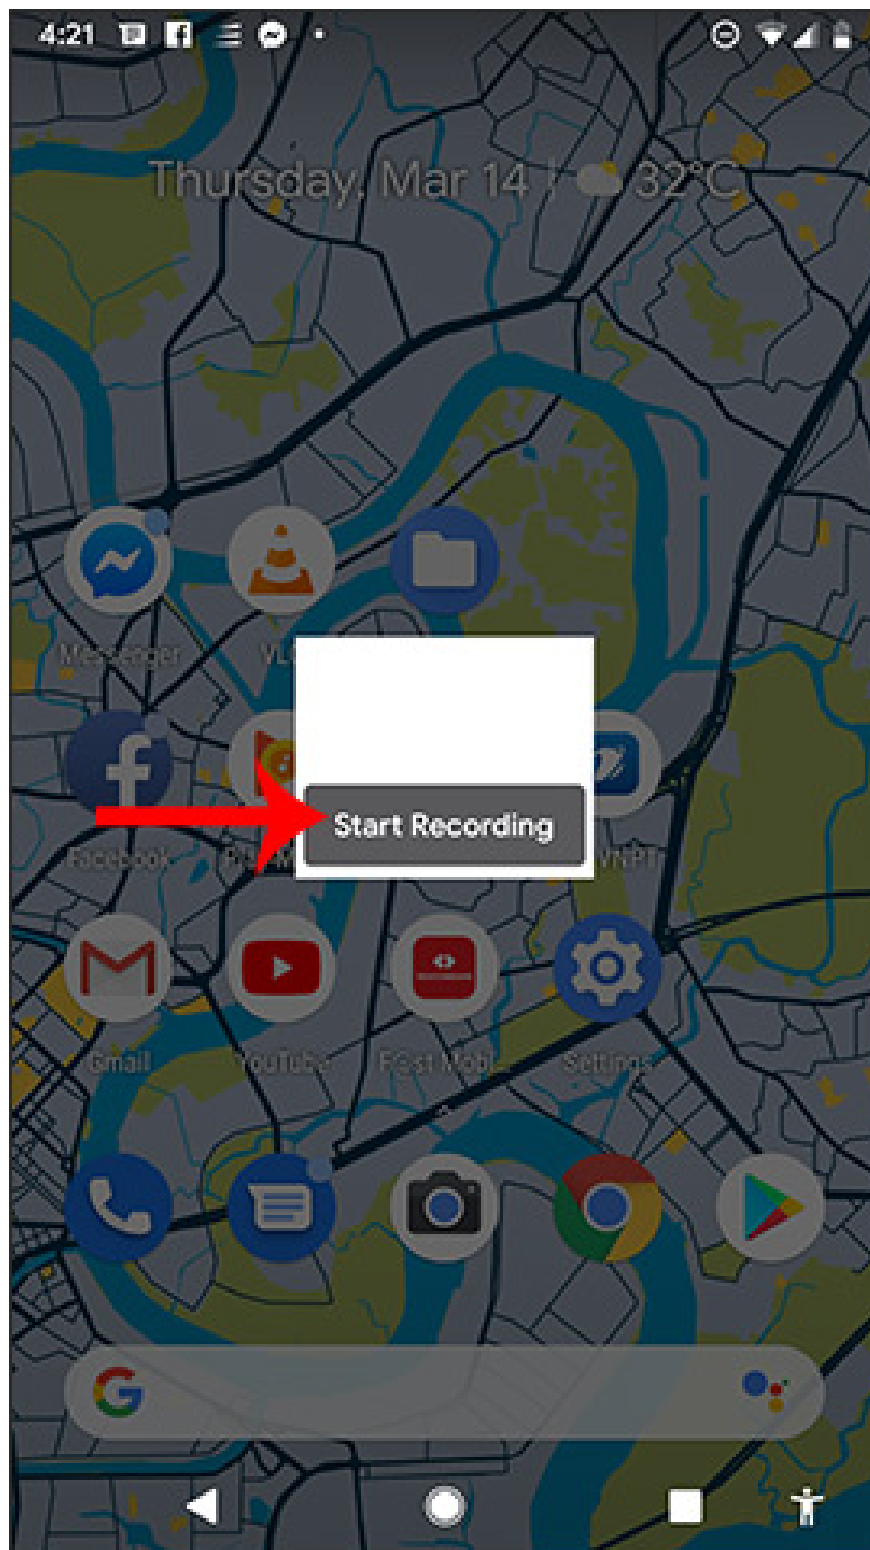 4:21
Thursday, Mar 14 | 32°C
Messenger
Start Recording
Facebook
VNPT
Gmail YouTube Settings